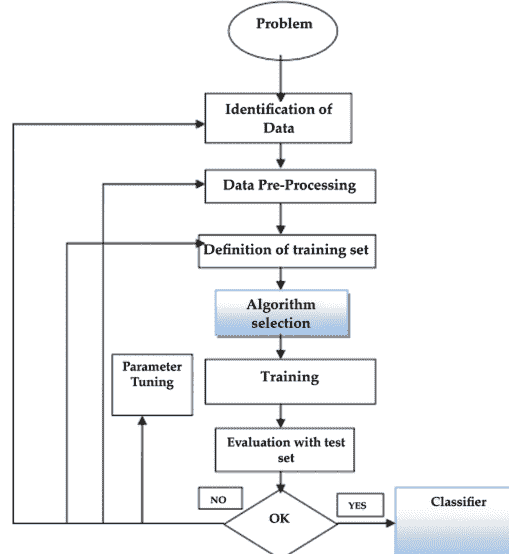 Problem
Identification of
Data
Data Pre-Processing
Definition of training set
Algorithm
selection
Parameter
Tuning
Training
Evaluation with test
set
NO
OK
YES
Classifier